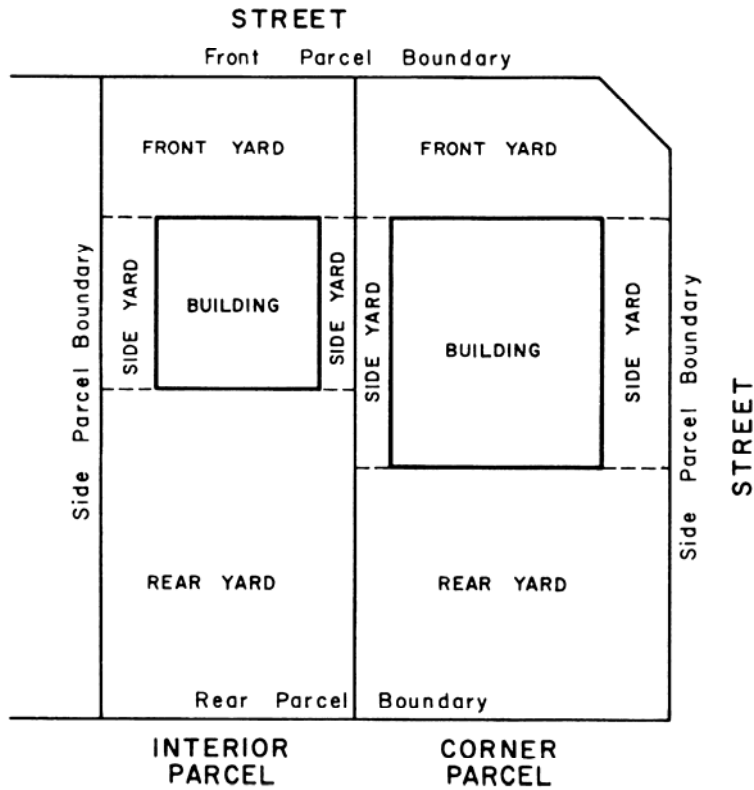 STREET
Front Parcel Boundary
FRONT YARD
FRONT YARD
Side Parcel Boundary
SIDE YARD
BUILDING
SIDE YARD
SIDE YARD
BUILDING
SIDE YARD
Side Parcel Boundary
STREET
REAR YARD
REAR YARD
Rear Parcel Boundary
INTERIOR
PARCEL
CORNER
PARCEL